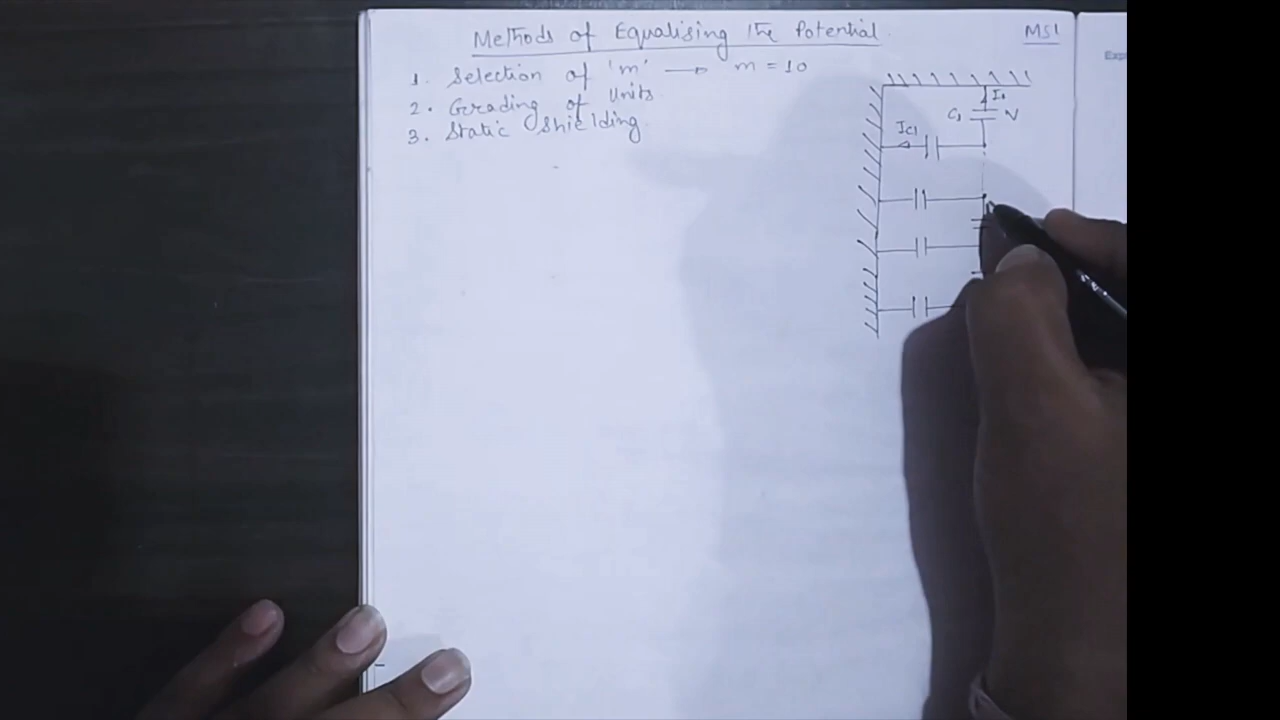 Methods of Equalising the Potential
MS1
1. Selection of 'm' → m = 10
2. Grading of Units
3. Static Shielding
I1
C1 V
IC1